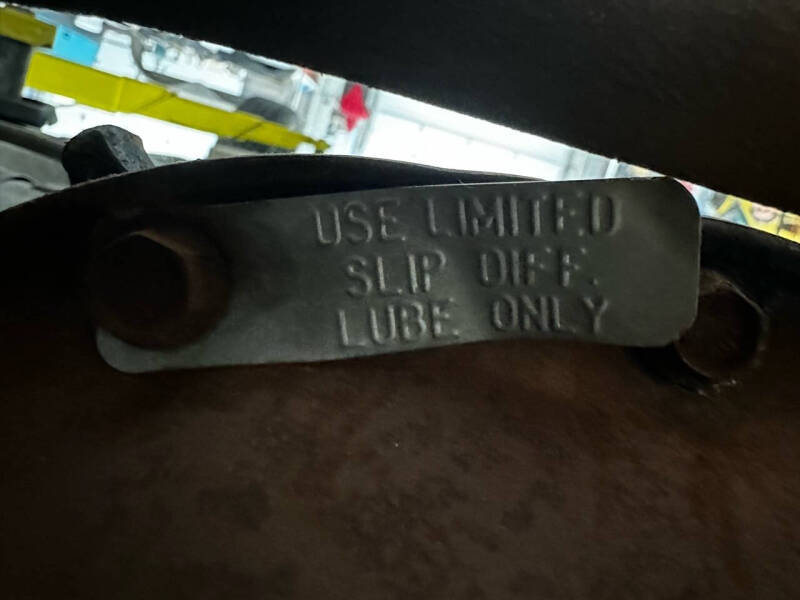 USE LIMITED
SLIP DIFF.
LUBE ONLY